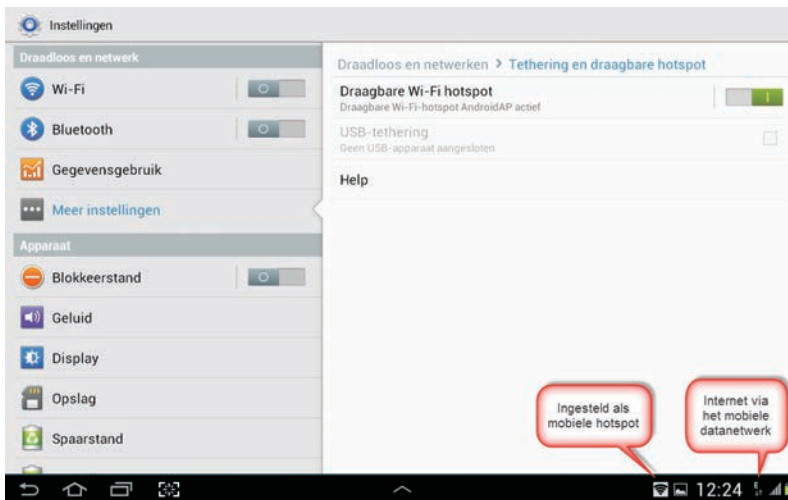 Instellingen
Draadloos en netwerk
Wi-Fi
Bluetooth
Gegevensgebruik
Meer instellingen
Apparaat
Blokkeerstand
Geluid
Display
Opslag
Spaarstand
Draadloos en netwerken > Tethering en draagbare hotspot
Draagbare Wi-Fi hotspot
Draagbare Wi-Fi-hotspot AndroidAP actief
USB-tethering
Geen USB-apparaat aangesloten
Help
Ingesteld als
mobiele hotspot
Internet via
het mobiele
datanetwerk
12:24